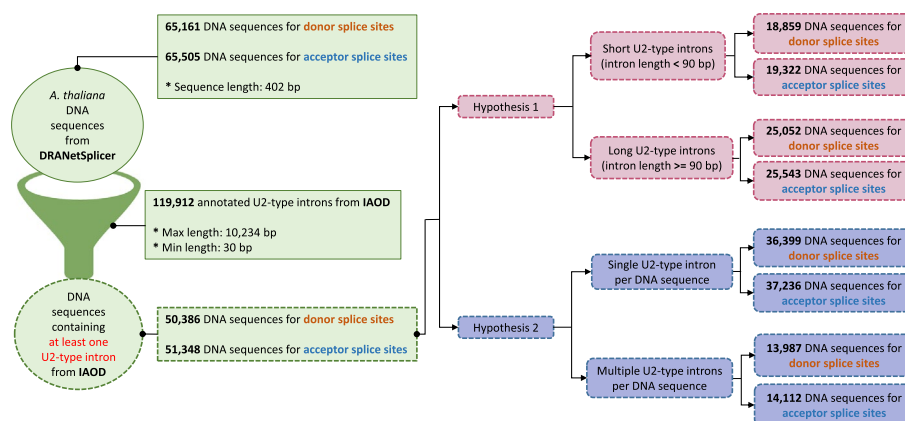 65,161 DNA sequences for donor splice sites
65,505 DNA sequences for acceptor splice sites
* Sequence length: 402 bp
A. thaliana
DNA
sequences
from
DRANetSplicer
119,912 annotated U2-type introns from IAOD
* Max length: 10,234 bp
* Min length: 30 bp
DNA
sequences
containing
at least one
U2-type intron
from IAOD
50,386 DNA sequences for donor splice sites
51,348 DNA sequences for acceptor splice sites
Hypothesis 1
Short U2-type introns
(intron length < 90 bp)
18,859 DNA sequences for
donor splice sites
19,322 DNA sequences for
acceptor splice sites
Long U2-type introns
(intron length >= 90 bp)
25,052 DNA sequences for
donor splice sites
25,543 DNA sequences for
acceptor splice sites
Hypothesis 2
Single U2-type intron
per DNA sequence
36,399 DNA sequences for
donor splice sites
37,236 DNA sequences for
acceptor splice sites
Multiple U2-type introns
per DNA sequence
13,987 DNA sequences for
donor splice sites
14,112 DNA sequences for
acceptor splice sites